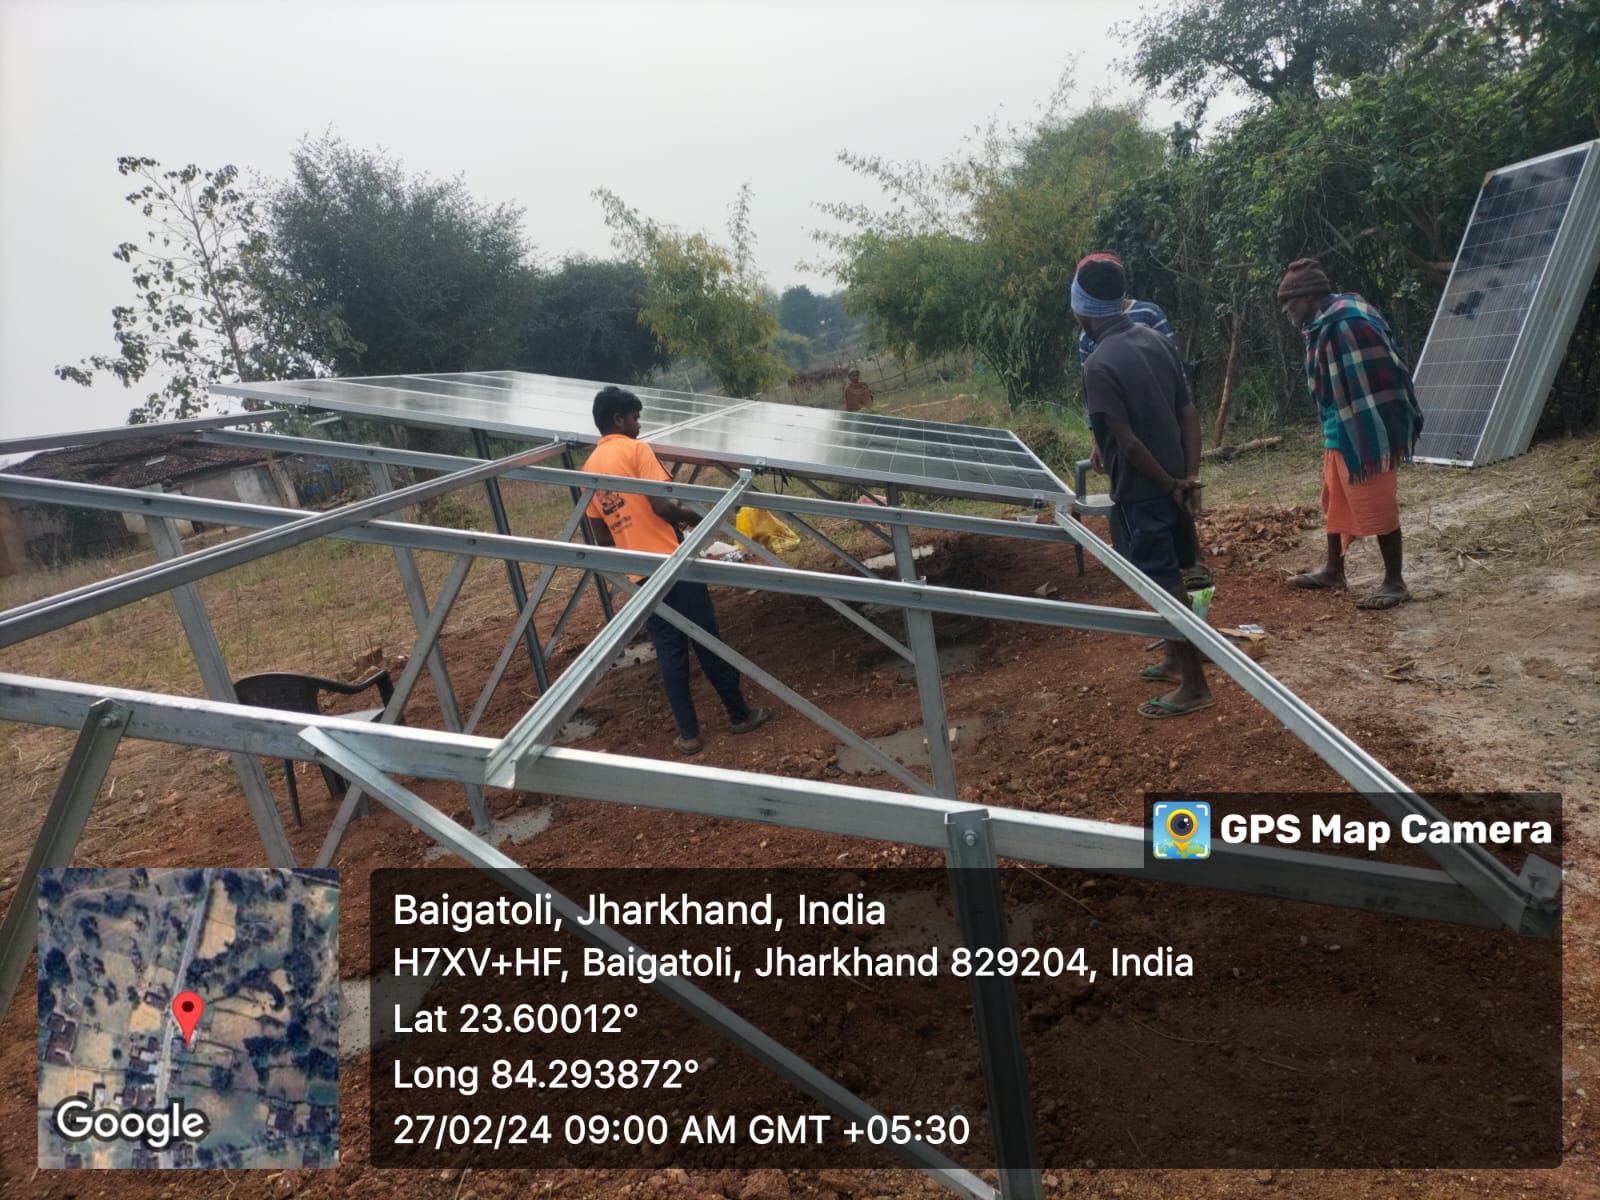 GPS Map Camera
Baigatoli, Jharkhand, India
H7XV+HF, Baigatoli, Jharkhand 829204, India
Lat 23.60012°
Long 84.293872°
27/02/24 09:00 AM GMT +05:30
Google